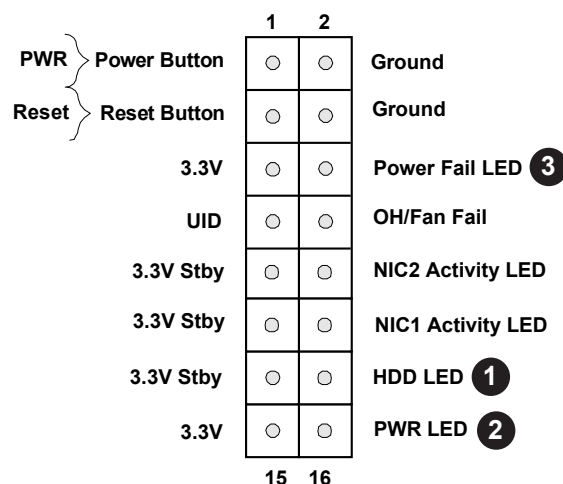 1 2
PWR Power Button Ground
Reset Reset Button Ground
3.3V Power Fail LED 3
UID OH/Fan Fail
3.3V Stby NIC2 Activity LED
3.3V Stby NIC1 Activity LED
3.3V Stby HDD LED 1
3.3V PWR LED 2
15 16